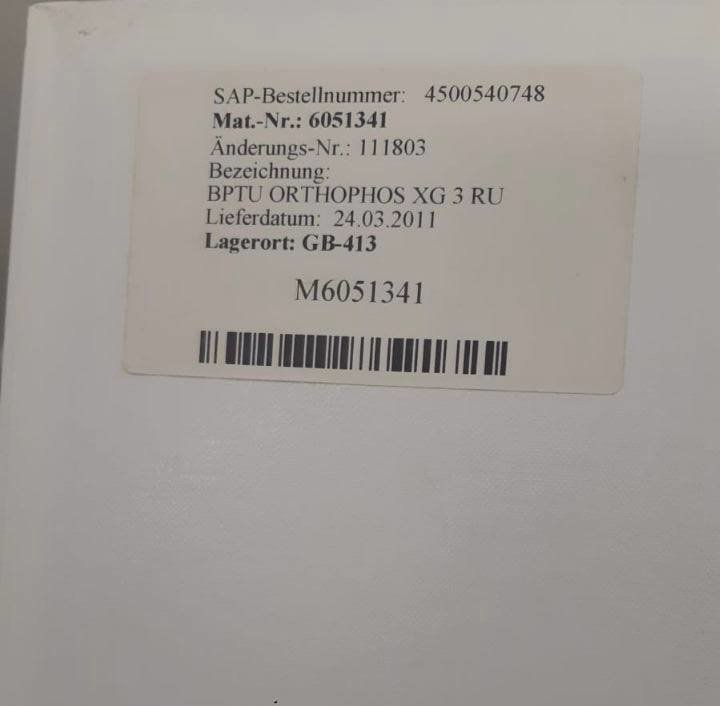 SAP-Bestellnummer: 4500540748
Mat.-Nr.: 6051341
Änderungs-Nr.: 111803
Bezeichnung:
BPTU ORTHOPHOS XG 3 RU
Lieferdatum: 24.03.2011
Lagerort: GB-413
M6051341